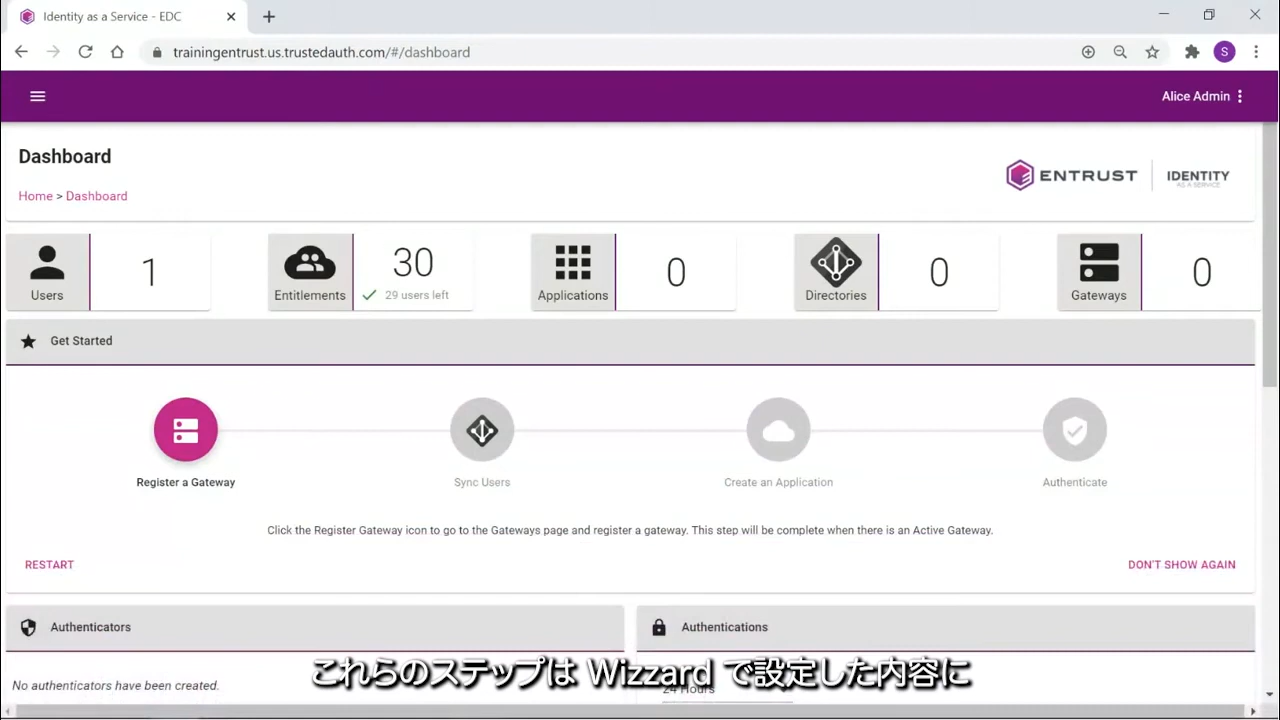 Identity as a Service - EDC
trainingentrust.us.trustedauth.com/#/dashboard
S
Alice Admin
Dashboard
Home > Dashboard
ENTRUST
IDENTITY
AS A SERVICE
Users
1
Entitlements
30
29 users left
Applications
0
Directories
0
Gateways
0
Get Started
Register a Gateway
Sync Users
Create an Application
Authenticate
Click the Register Gateway icon to go to the Gateways page and register a gateway. This step will be complete when there is an Active Gateway.
RESTART
DON'T SHOW AGAIN
Authenticators
Authentications
No authenticators have been created.
24 Hours
これらのステップは Wizzard で設定した内容に